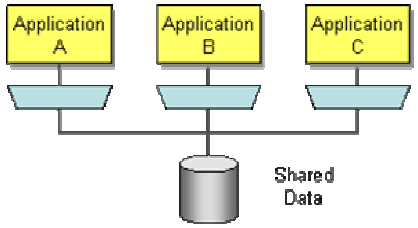 Application
A
Application
B
Application
C
Shared
Data